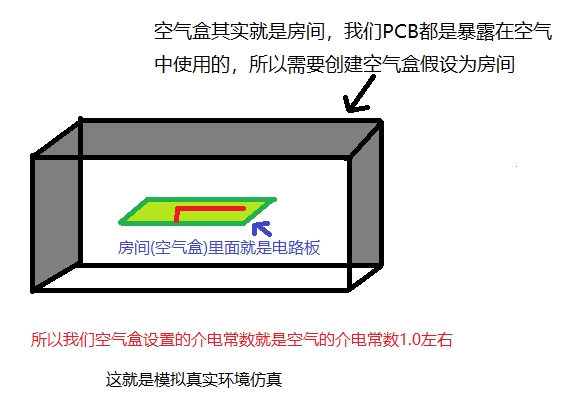 空气盒其实就是房间，我们PCB都是暴露在空气
中使用的，所以需要创建空气盒假设为房间
房间(空气盒)里面就是电路板
所以我们空气盒设置的介电常数就是空气的介电常数1.0左右
这就是模拟真实环境仿真